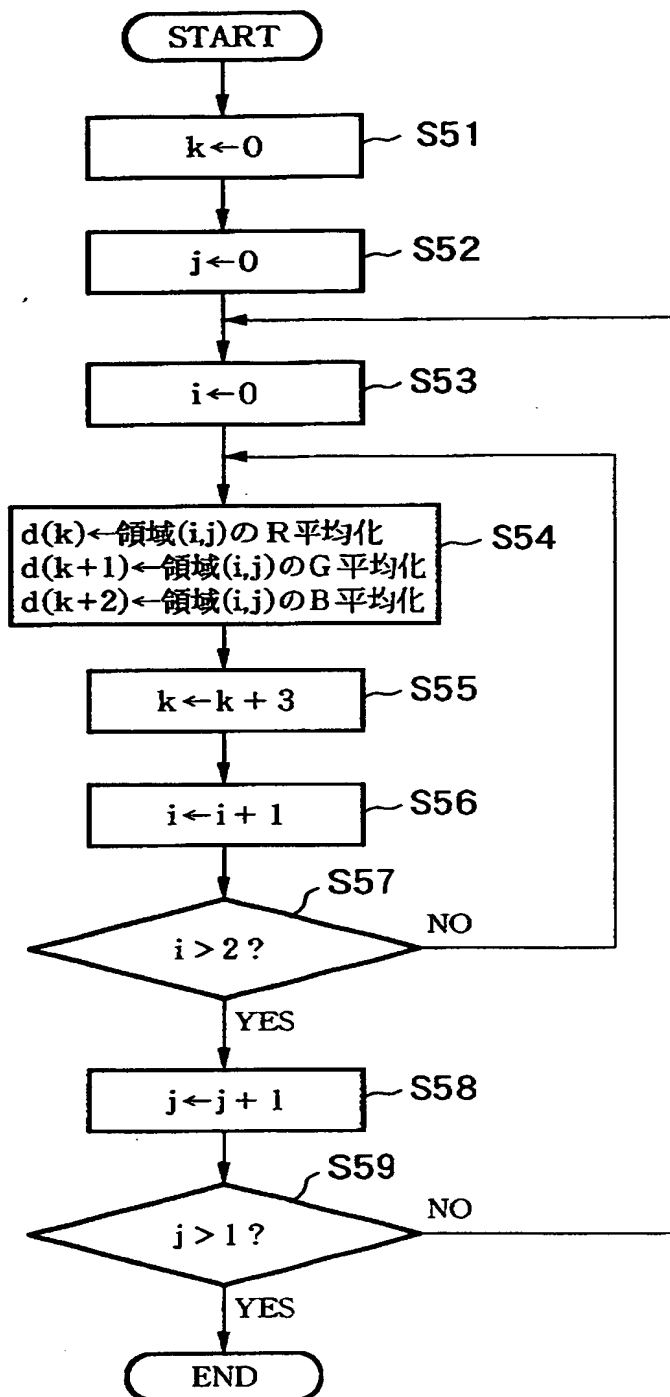 START
k←0
S51
j←0
S52
i←0
S53
d(k)←領域(i,j)のR平均化
d(k+1)←領域(i,j)のG平均化
d(k+2)←領域(i,j)のB平均化
S54
k←k+3
S55
i←i+1
S56
S57
i>2?
NO
YES
j←j+1
S58
S59
j>1?
NO
YES
END